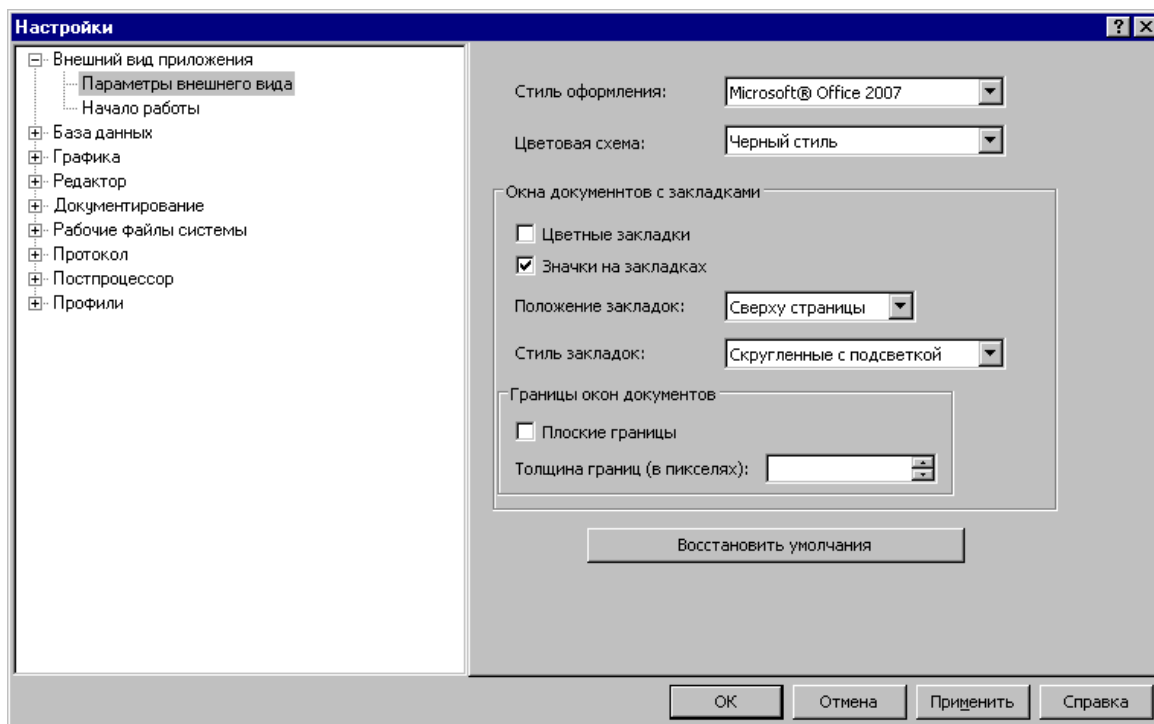 Настройки
Внешний вид приложения
Параметры внешнего вида
Начало работы
База данных
Графика
Редактор
Документирование
Рабочие файлы системы
Протокол
Постпроцессор
Профили
Стиль оформления: Microsoft® Office 2007
Цветовая схема: Черный стиль
Окна докуменнтов с закладками
Цветные закладки
Значки на закладках
Положение закладок: Сверху страницы
Стиль закладок: Скругленные с подсветкой
Границы окон документов
Плоские границы
Толщина границ (в пикселях):
Восстановить умолчания
ОК Отмена Применить Справка